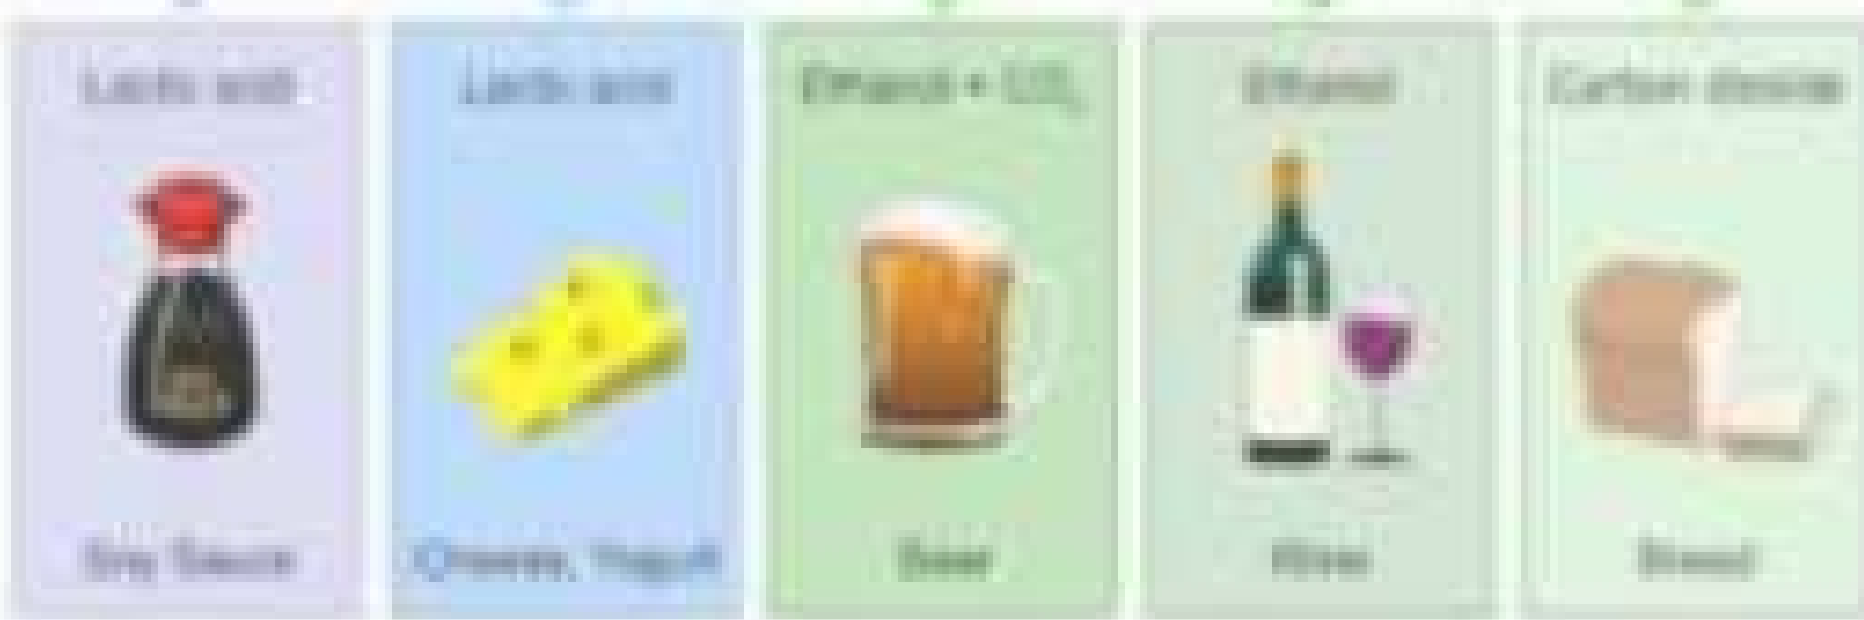 Lactic acid
Lactic acid
Ethanol + CO₂
Ethanol
Carbon dioxide
Soy Sauce
Cheese, Yogurt
Beer
Wine
Bread